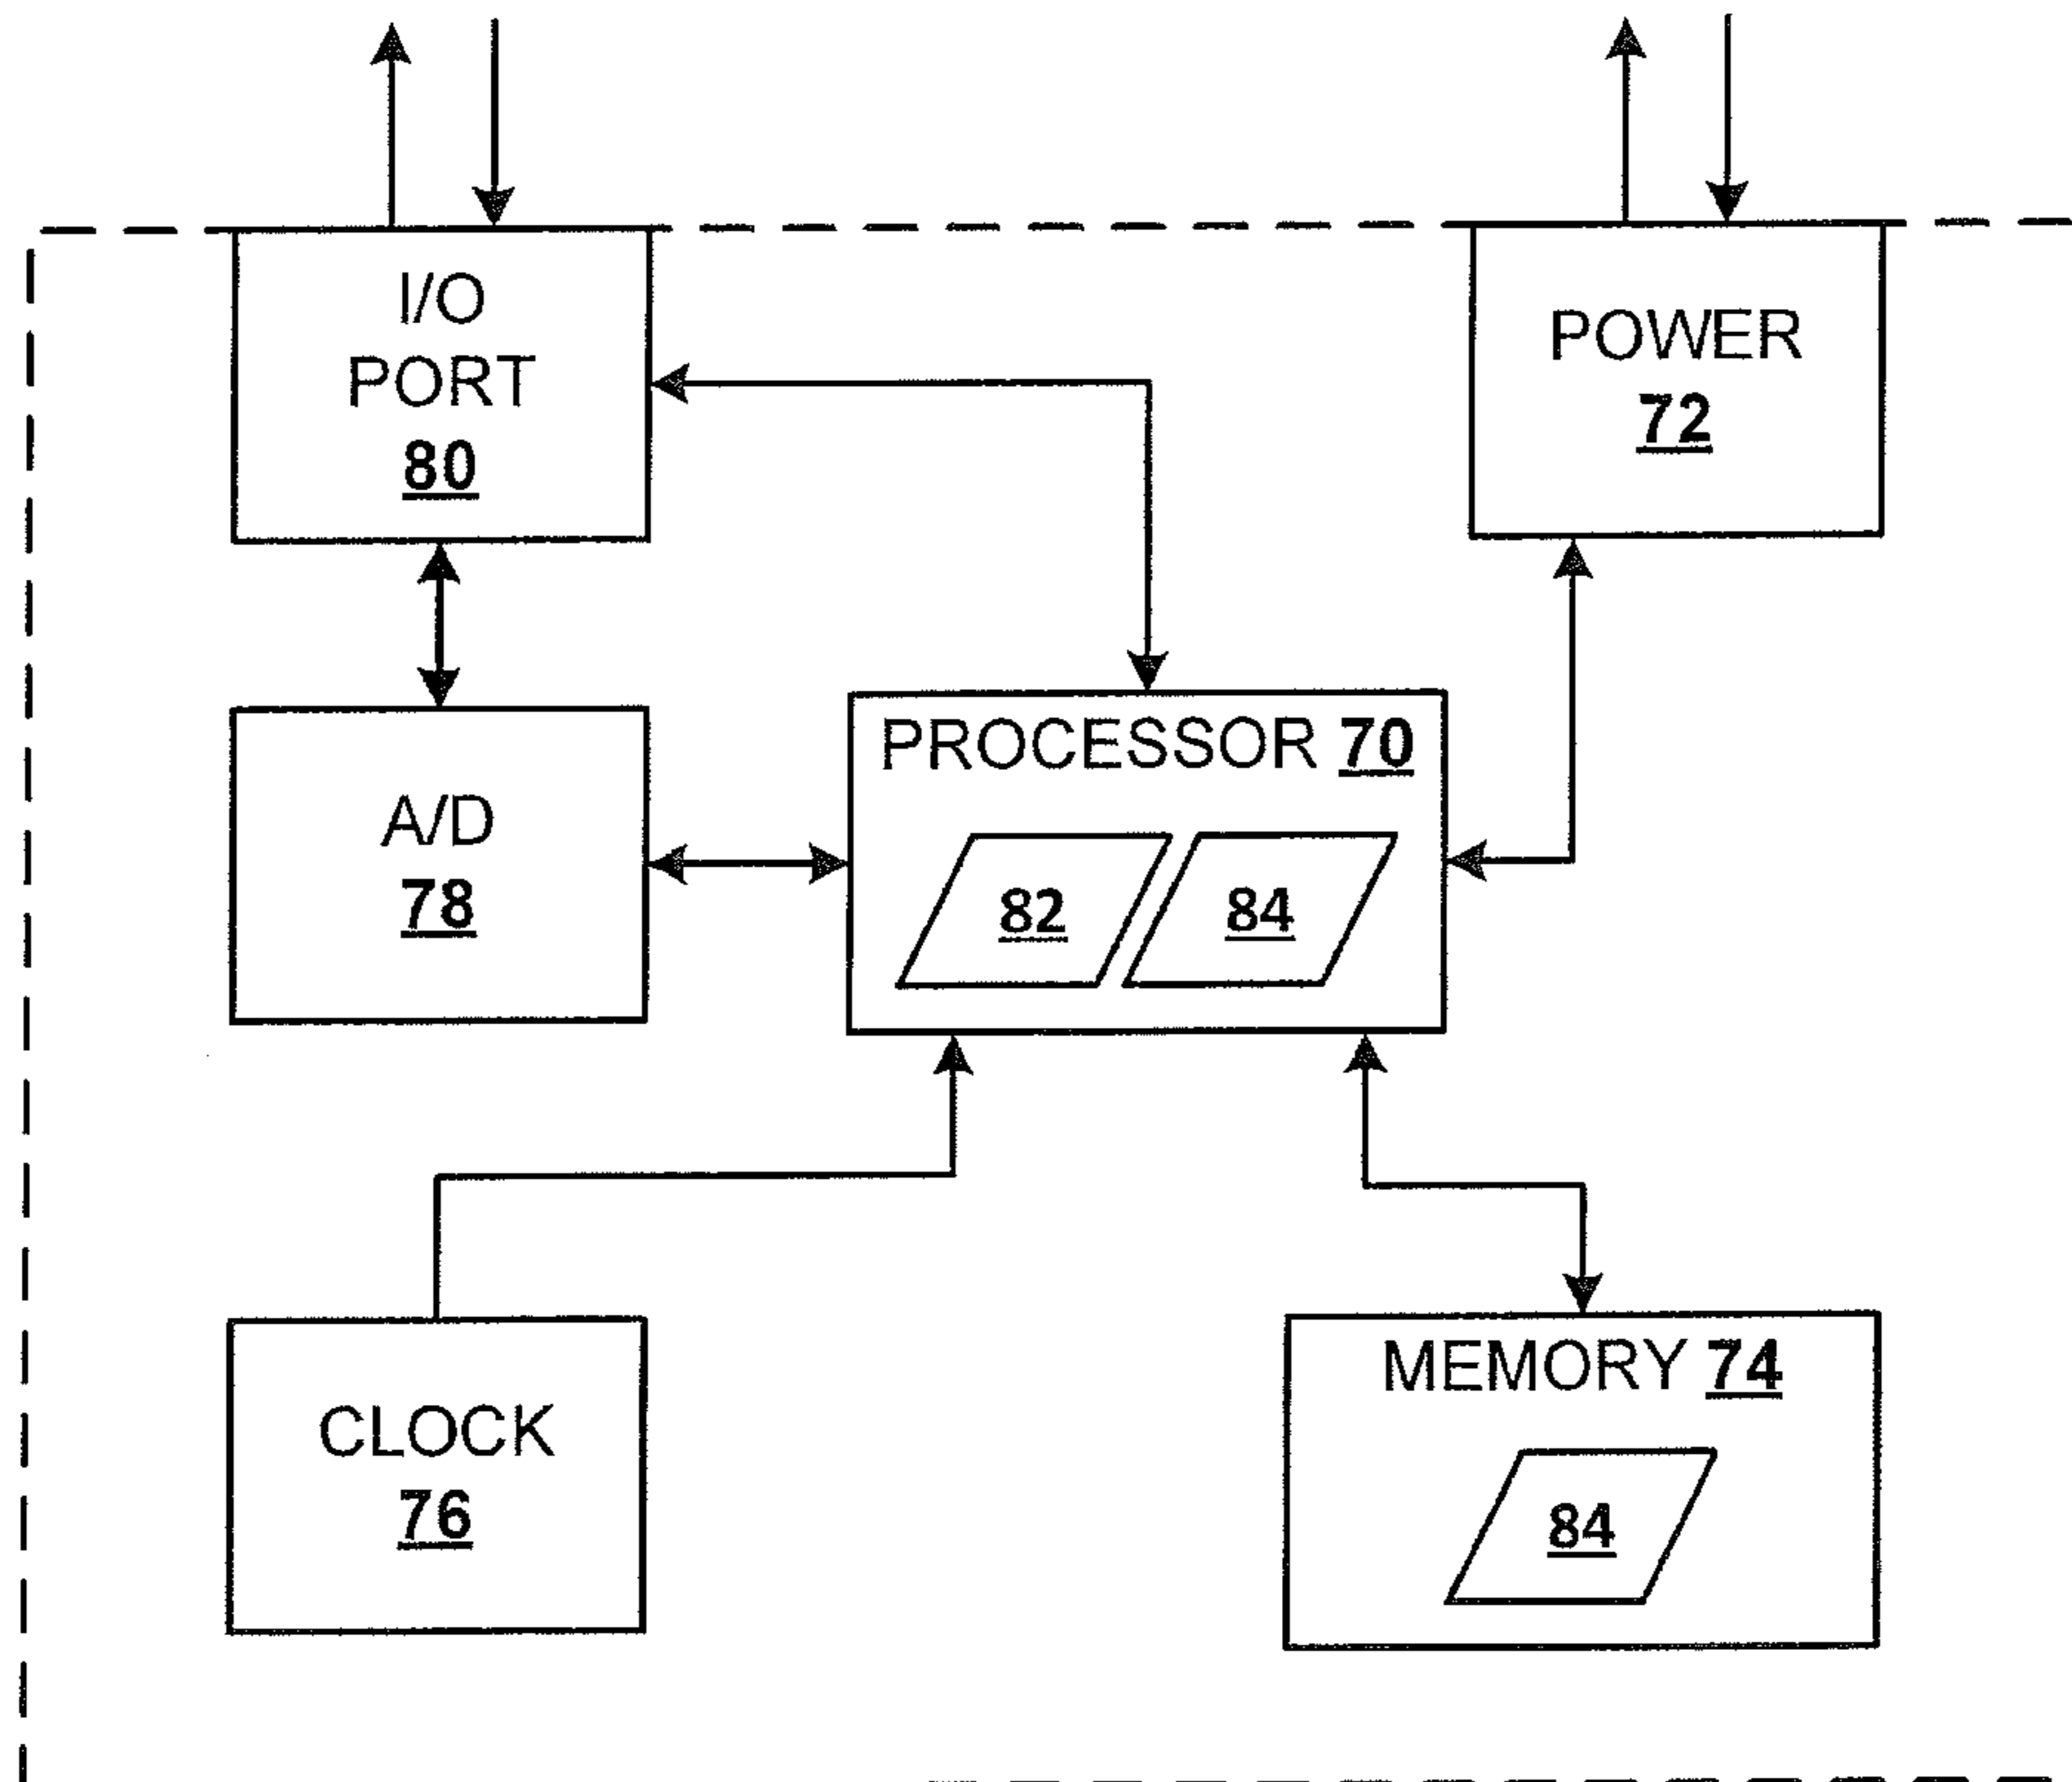 I/O
PORT
80
POWER
72
A/D
78
PROCESSOR 70
82
84
CLOCK
76
MEMORY 74
84